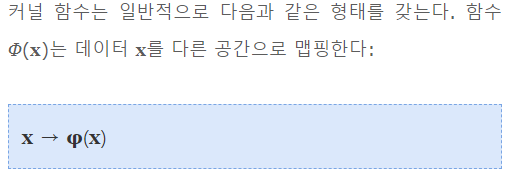 커널 함수는 일반적으로 다음과 같은 형태를 갖는다. 함수
Φ(x)는 데이터 x를 다른 공간으로 맵핑한다:
x → φ(x)